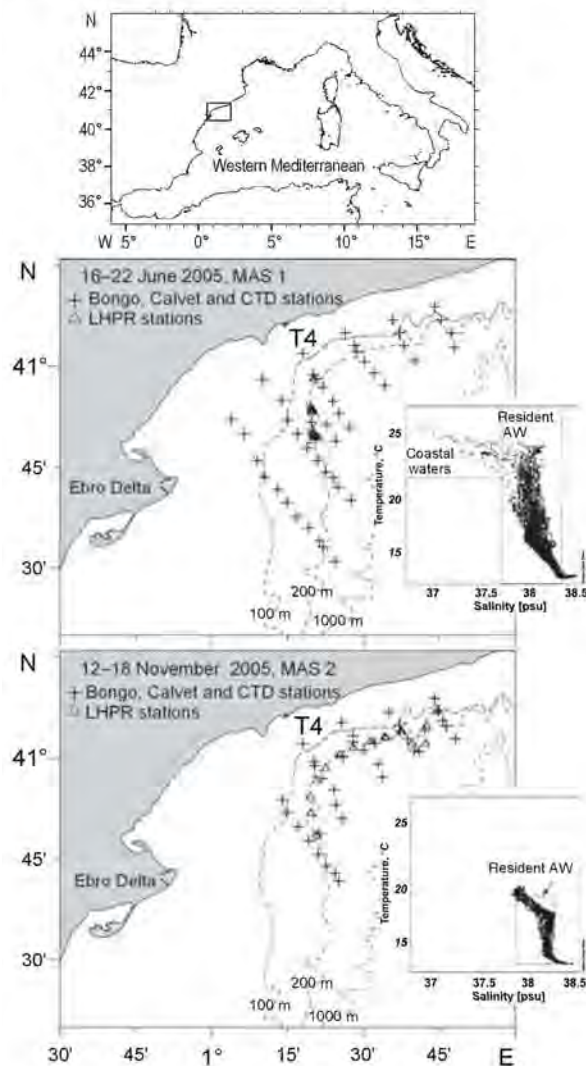 N
44°
42°
40°
38°
36°
Western Mediterranean
W 5° 0° 5° 10° 15° E
N
16–22 June 2005, MAS 1
+ Bongo, Calvet and CTD stations
△ LHPR stations
T4
41°
45'
Ebro Delta
30'
100 m
200 m
1000 m
Resident
AW
Coastal
waters
Temperature, °C
25
20
15
37 37.5 38 38.5
Salinity [psu]
N
12–18 November 2005, MAS 2
+ Bongo, Calvet and CTD stations
△ LHPR stations
T4
41°
45'
Ebro Delta
30'
100 m
200 m
1000 m
Resident AW
Temperature, °C
25
20
15
37 37.5 38 38.5
Salinity [psu]
30' 45' 1° 15' 30' 45' E